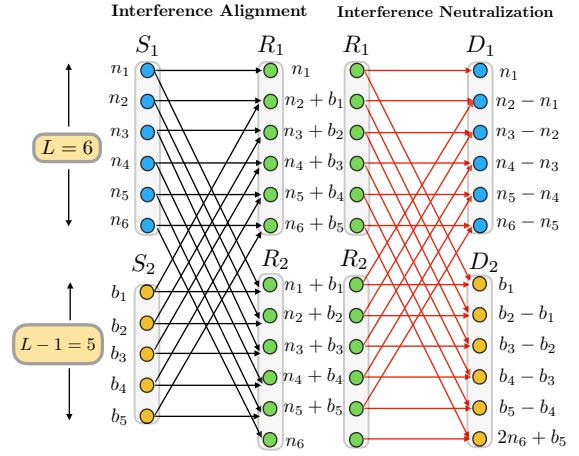 Interference Alignment Interference Neutralization
S₁ R₁ R₁ D₁
n₁ n₁ n₁
n₂ n₂ + b₁ n₂ − n₁
n₃ n₃ + b₂ n₃ − n₂
L = 6 n₄ n₄ + b₃ n₄ − n₃
n₅ n₅ + b₄ n₅ − n₄
n₆ n₆ + b₅ n₆ − n₅
S₂ R₂ R₂ D₂
b₁ n₁ + b₁ b₁
b₂ n₂ + b₂ b₂ − b₁
L − 1 = 5 b₃ n₃ + b₃ b₃ − b₂
b₄ n₄ + b₄ b₄ − b₃
b₅ n₅ + b₅ b₅ − b₄
n₆ 2n₆ + b₅